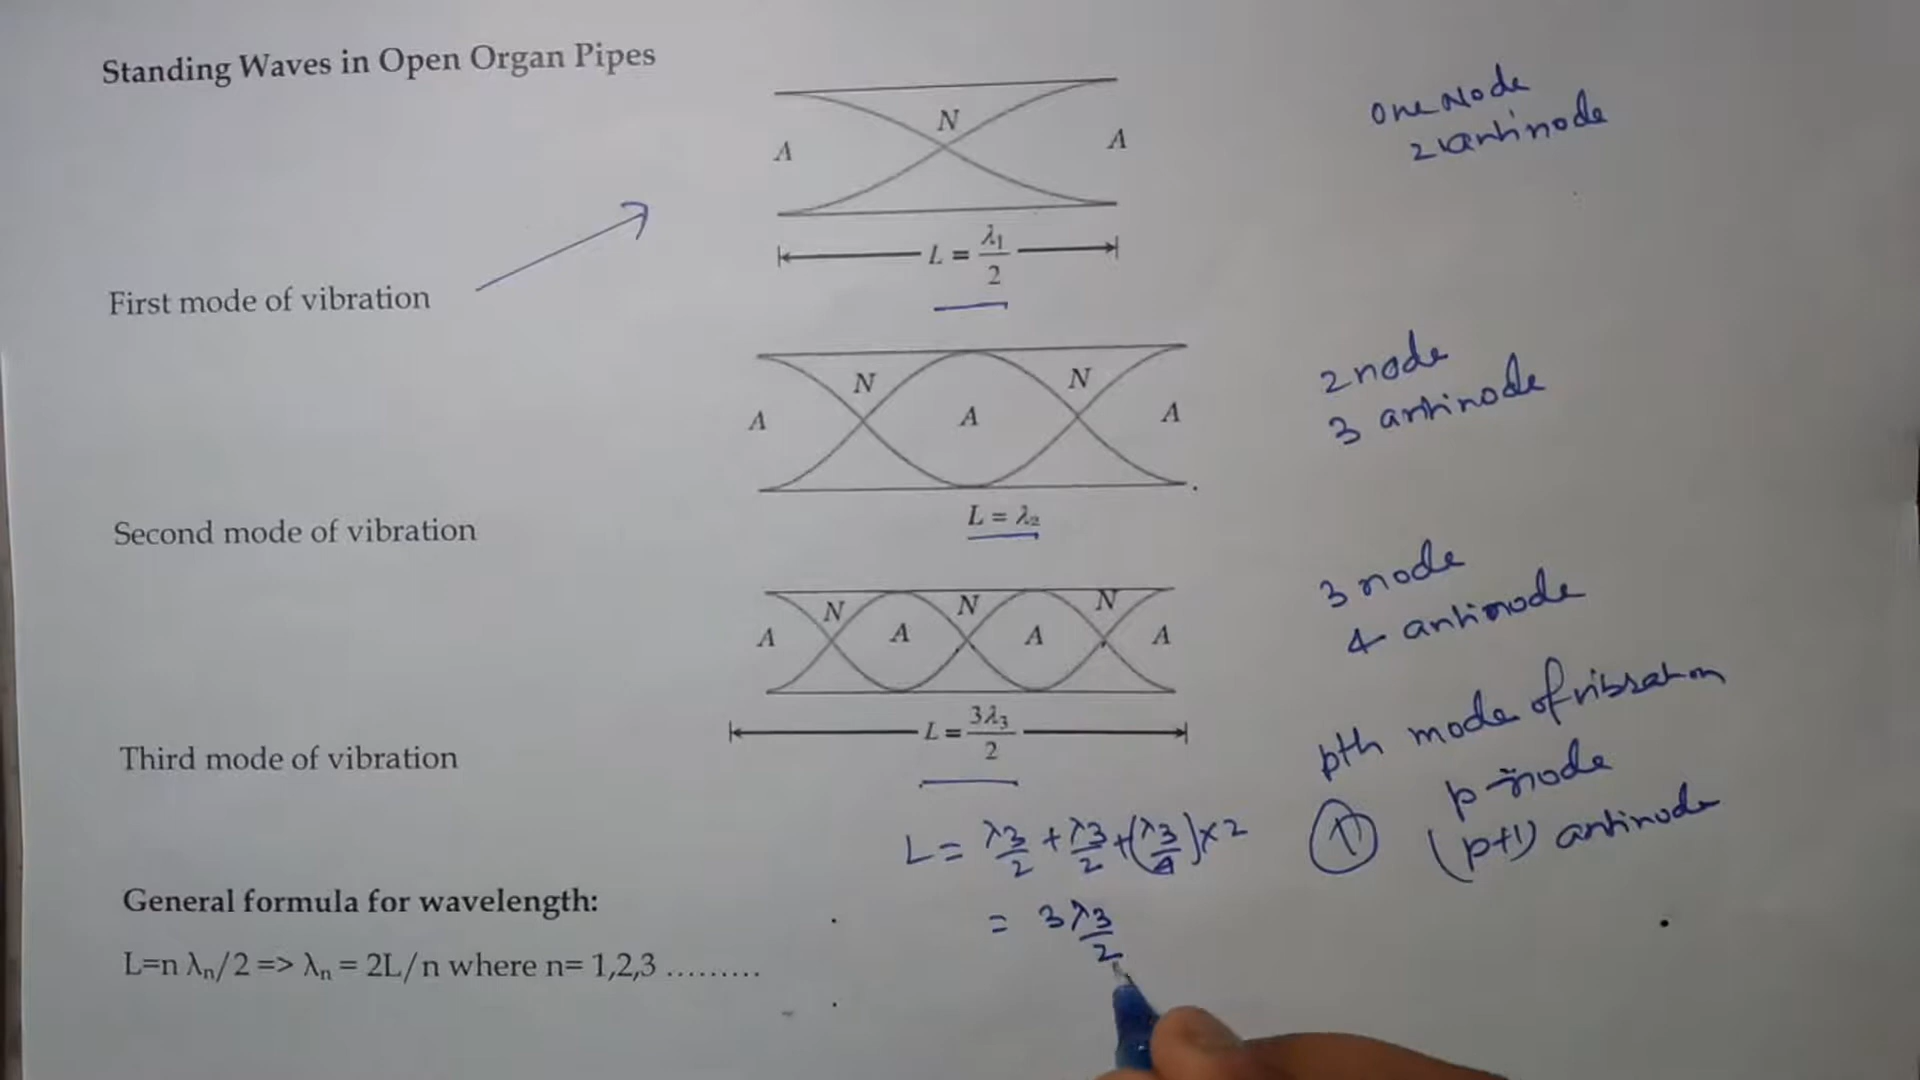 Standing Waves in Open Organ Pipes
N
A
A
L = λ1/2
one Node
2 antinode
First mode of vibration
N
N
A
A
A
L = λ2
2 node
3 antinode
Second mode of vibration
N
N
N
A
A
A
A
L = 3λ3/2
3 node
4 antinode
Third mode of vibration
pth mode of vibration
p-node
(p+1) antinode
L = λ3/2 + λ3/2 + (λ3/4) × 2
= 3λ3/2
General formula for wavelength:
L=n λn/2 => λn = 2L/n where n= 1,2,3 .........